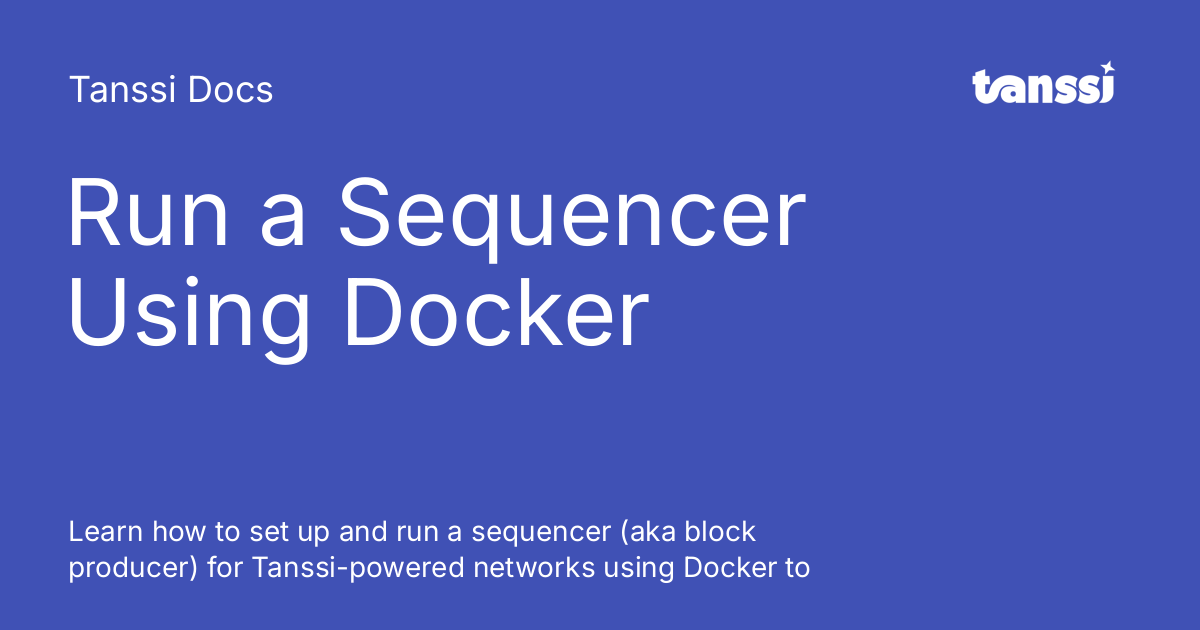 Tanssi Docs
tanssi
Run a Sequencer
Using Docker
Learn how to set up and run a sequencer (aka block
producer) for Tanssi-powered networks using Docker to